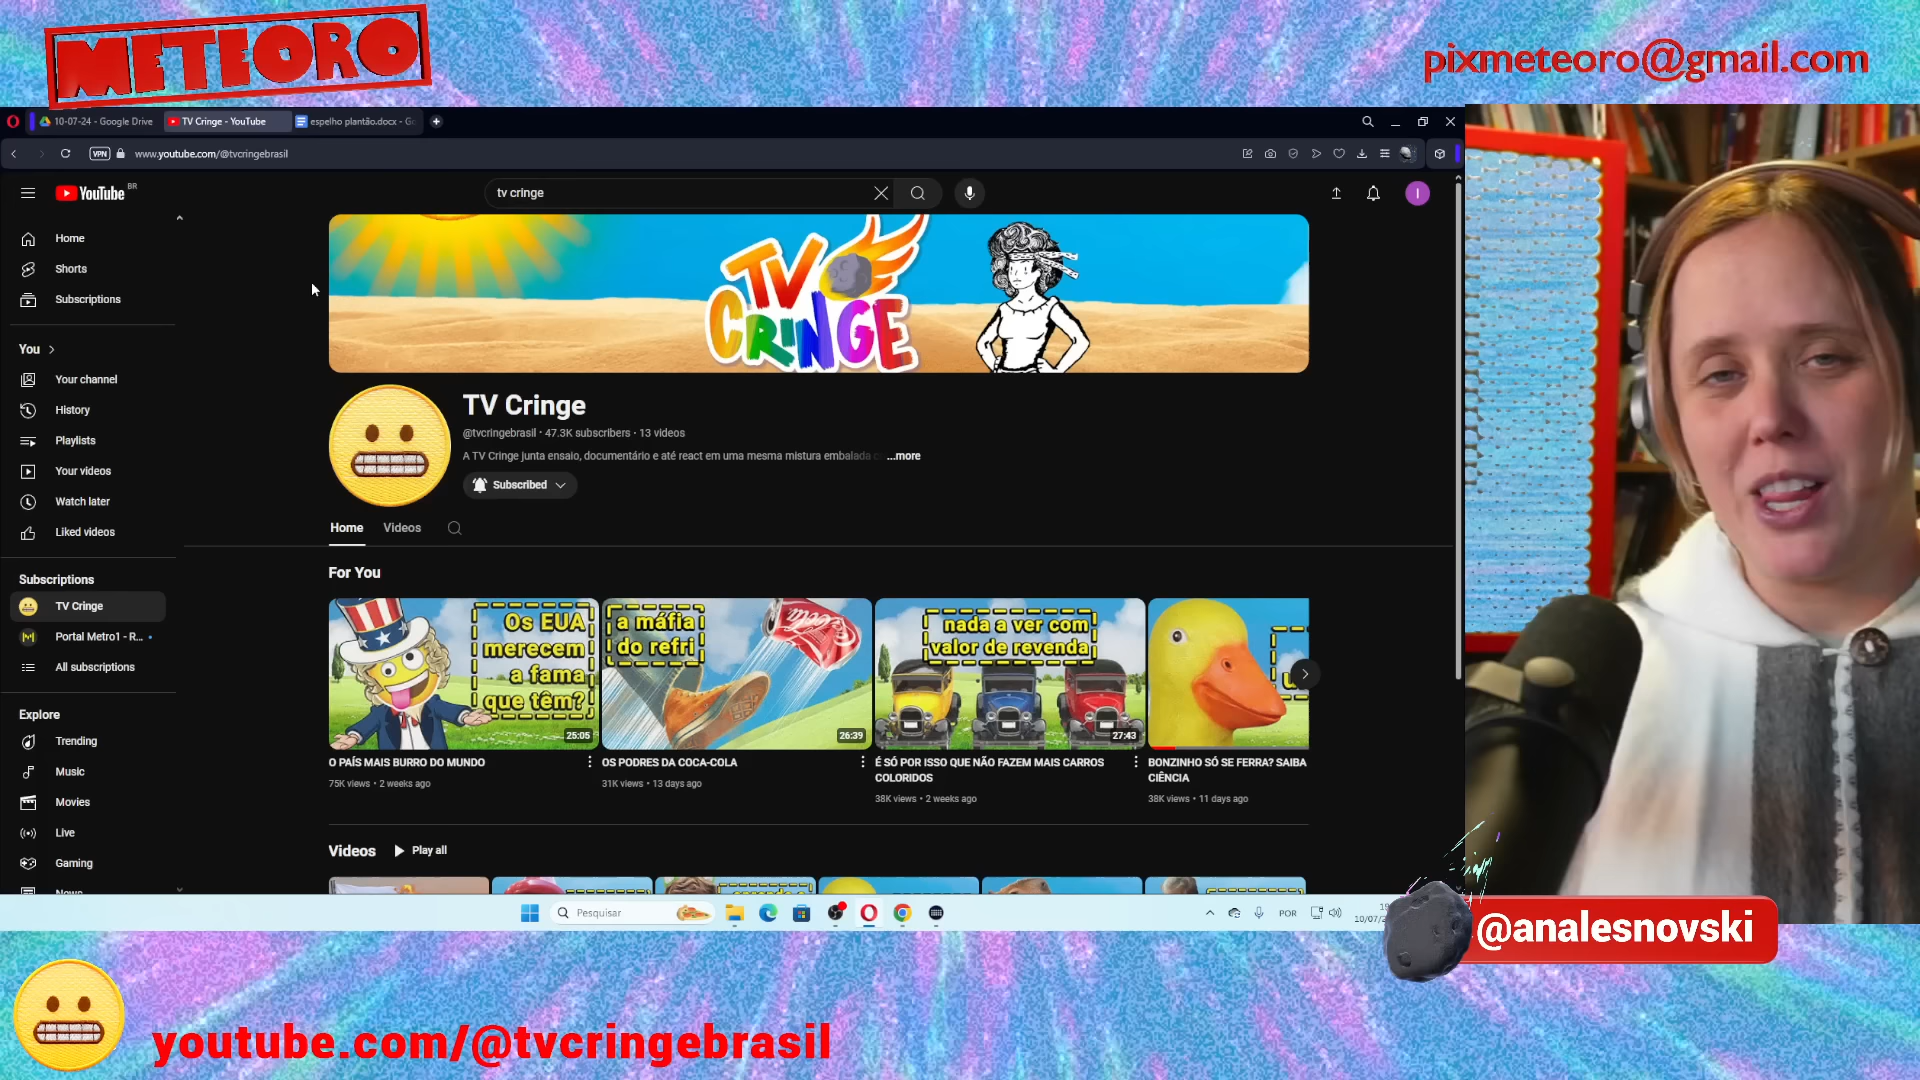 METEORO
pixmeteoro@gmail.com
10-07-24 - Google Drive
TV Cringe - YouTube
espelho plantão.docx - Go
VPN
www.youtube.com/@tvcringebrasil
YouTube BR
tv cringe
I
Home
Shorts
Subscriptions
You
Your channel
History
Playlists
Your videos
Watch later
Liked videos
Subscriptions
TV Cringe
Portal Metro1 - R...
All subscriptions
Explore
Trending
Music
Movies
Live
Gaming
News
TV
CRINGE
TV Cringe
@tvcringebrasil • 47.3K subscribers • 13 videos
A TV Cringe junta ensaio, documentário e até react em uma mesma mistura embalada ...more
Subscribed
Home
Videos
For You
Os EUA
merecem
a fama
que têm?
25:05
O PAÍS MAIS BURRO DO MUNDO
75K views • 2 weeks ago
a máfia
do refri
26:39
OS PODRES DA COCA-COLA
31K views • 13 days ago
nada a ver com
valor de revenda
27:43
É SÓ POR ISSO QUE NÃO FAZEM MAIS CARROS
COLORIDOS
38K views • 2 weeks ago
BONZINHO SÓ SE FERRA? SAIBA
CIÊNCIA
38K views • 11 days ago
Videos
Play all
Pesquisar
POR
@analesnovski
youtube.com/@tvcringebrasil